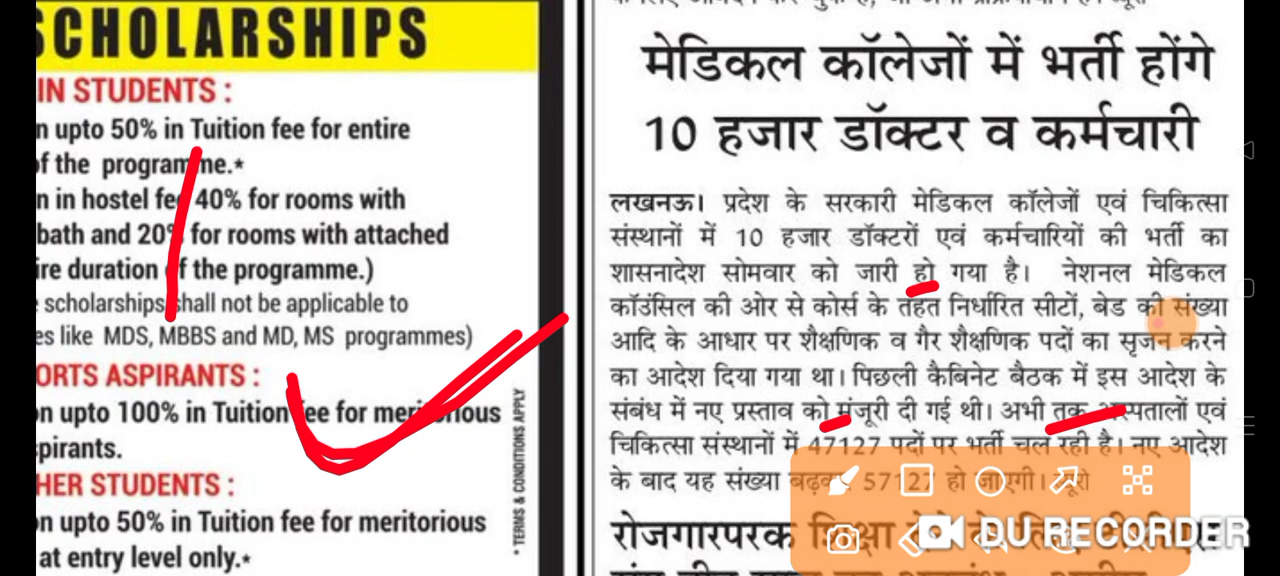 SCHOLARSHIPS
IN STUDENTS :
n upto 50% in Tuition fee for entire
of the programme.*
n in hostel fee 40% for rooms with
bath and 20% for rooms with attached
ire duration of the programme.)
scholarships shall not be applicable to
es like MDS, MBBS and MD, MS programmes)
ORTS ASPIRANTS :
n upto 100% in Tuition fee for meritorious
spirants.
HER STUDENTS :
n upto 50% in Tuition fee for meritorious
at entry level only.*
* TERMS & CONDITIONS APPLY
मेडिकल कॉलेजों में भर्ती होंगे
10 हजार डॉक्टर व कर्मचारी
लखनऊ। प्रदेश के सरकारी मेडिकल कॉलेजों एवं चिकित्सा
संस्थानों में 10 हजार डॉक्टरों एवं कर्मचारियों की भर्ती का
शासनादेश सोमवार को जारी हो गया है। नेशनल मेडिकल
कॉउंसिल की ओर से कोर्स के तहत निर्धारित सीटों, बेड की संख्या
आदि के आधार पर शैक्षणिक व गैर शैक्षणिक पदों का सृजन करने
का आदेश दिया गया था। पिछली कैबिनेट बैठक में इस आदेश के
संबंध में नए प्रस्ताव को मंजूरी दी गई थी। अभी तक अस्पतालों एवं
चिकित्सा संस्थानों में 47127 पदों पर भर्ती चल रही है। नए आदेश
के बाद यह संख्या बढ़कर 57127 हो जाएगी। ब्यूरो
रोजगारपरक शिक्षा
DU RECORDER